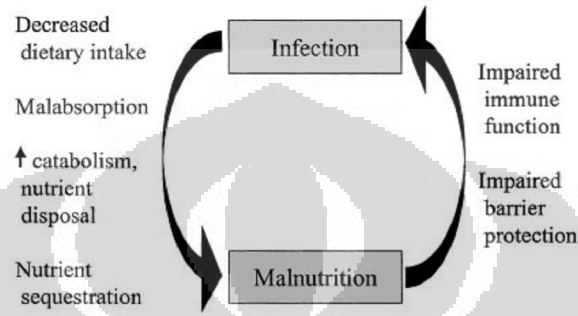 Decreased
dietary intake
Malabsorption
↑ catabolism,
nutrient
disposal
Nutrient
sequestration
Infection
Malnutrition
Impaired
immune
function
Impaired
barrier
protection